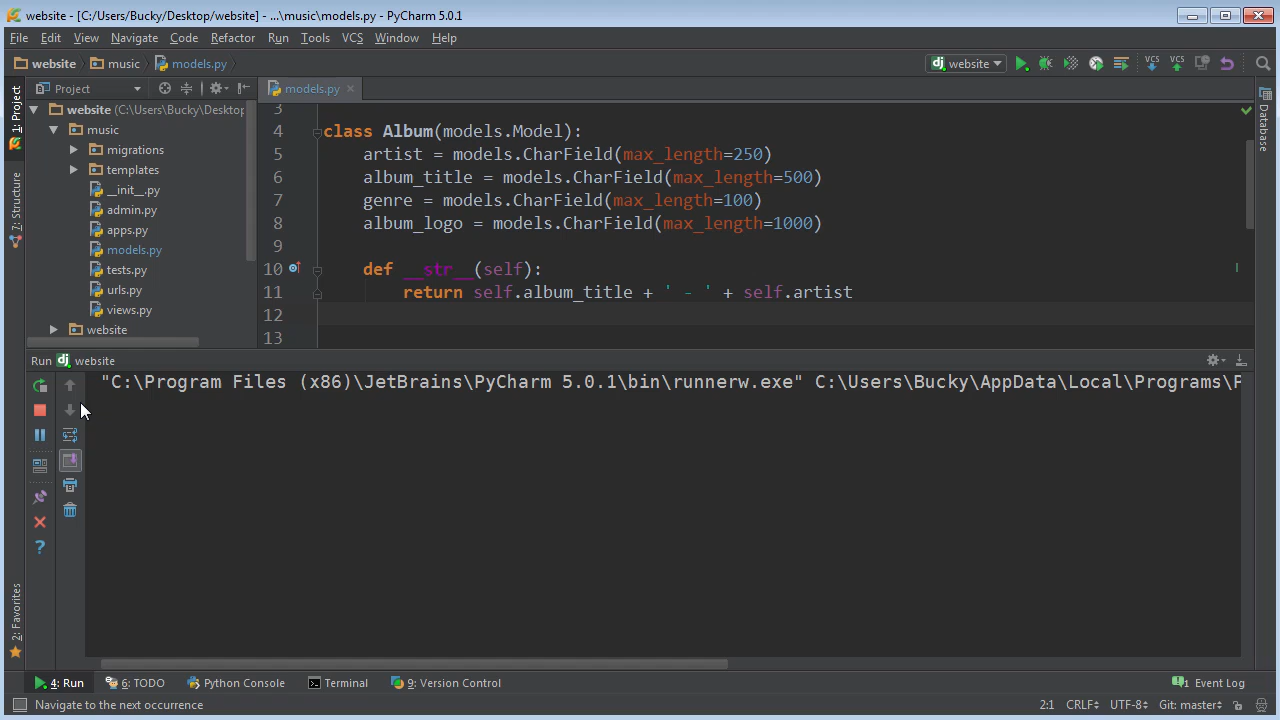 website - [C:/Users/Bucky/Desktop/website] - ...\music\models.py - PyCharm 5.0.1
File Edit View Navigate Code Refactor Run Tools VCS Window Help
website music models.py
dj website
VCS VCS
Project
models.py
1: Project
7: Structure
2: Favorites
Database
website (C:\Users\Bucky\Desktop
music
migrations
templates
__init__.py
admin.py
apps.py
models.py
tests.py
urls.py
views.py
website
3
4 class Album(models.Model):
5 artist = models.CharField(max_length=250)
6 album_title = models.CharField(max_length=500)
7 genre = models.CharField(max_length=100)
8 album_logo = models.CharField(max_length=1000)
9
10 def __str__(self):
11 return self.album_title + ' - ' + self.artist
12
13
Run dj website
"C:\Program Files (x86)\JetBrains\PyCharm 5.0.1\bin\runnerw.exe" C:\Users\Bucky\AppData\Local\Programs\P
4: Run 6: TODO Python Console Terminal 9: Version Control 1 Event Log
Navigate to the next occurrence 2:1 CRLF UTF-8 Git: master